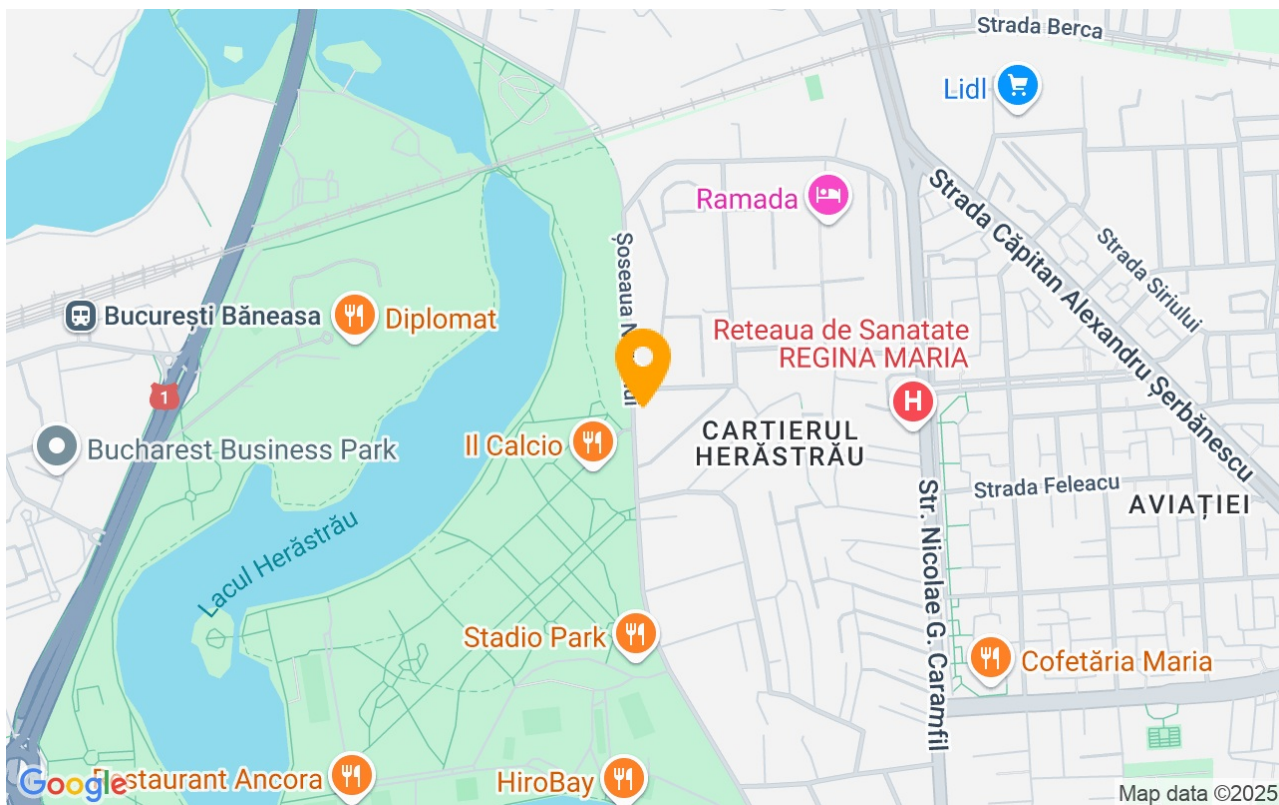 Strada Berca
Lidl
Strada Căpitan Alexandru Șerbănescu
Strada Siriului
Ramada
Șoseaua N
ul
București Băneasa
Diplomat
Reteaua de Sanatate
REGINA MARIA
H
1
Bucharest Business Park
Il Calcio
CARTIERUL
HERĂSTRĂU
Strada Feleacu
AVIAȚIEI
Str. Nicolae G. Caramfil
Lacul Herăstrău
Stadio Park
Cofetăria Maria
Restaurant Ancora
HiroBay
Google
Map data ©2025